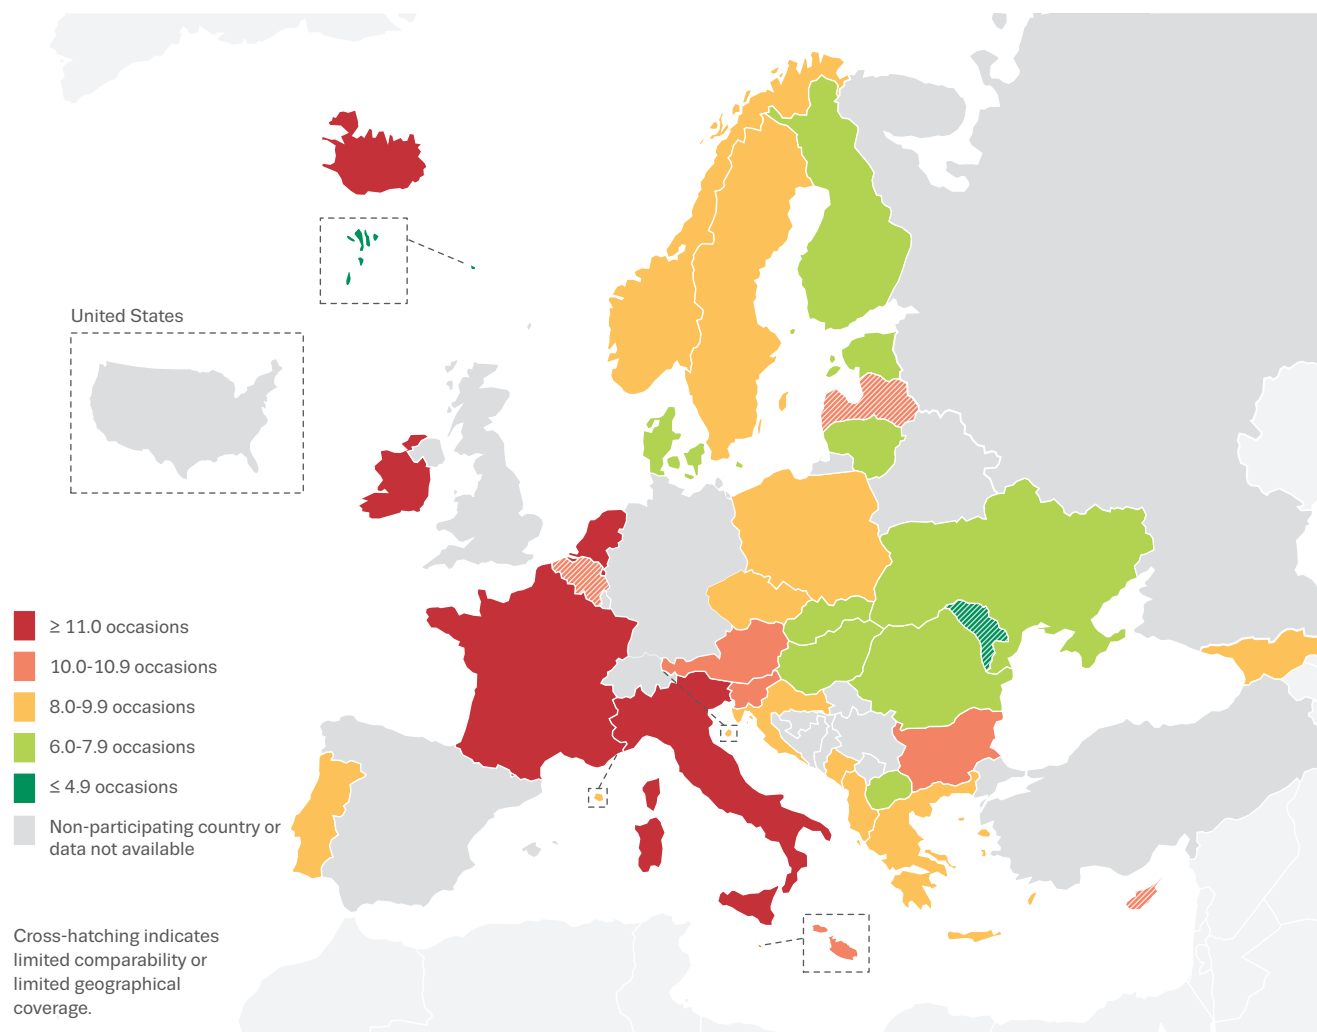 United States
≥ 11.0 occasions
10.0-10.9 occasions
8.0-9.9 occasions
6.0-7.9 occasions
≤ 4.9 occasions
Non-participating country or
data not available
Cross-hatching indicates
limited comparability or
limited geographical
coverage.